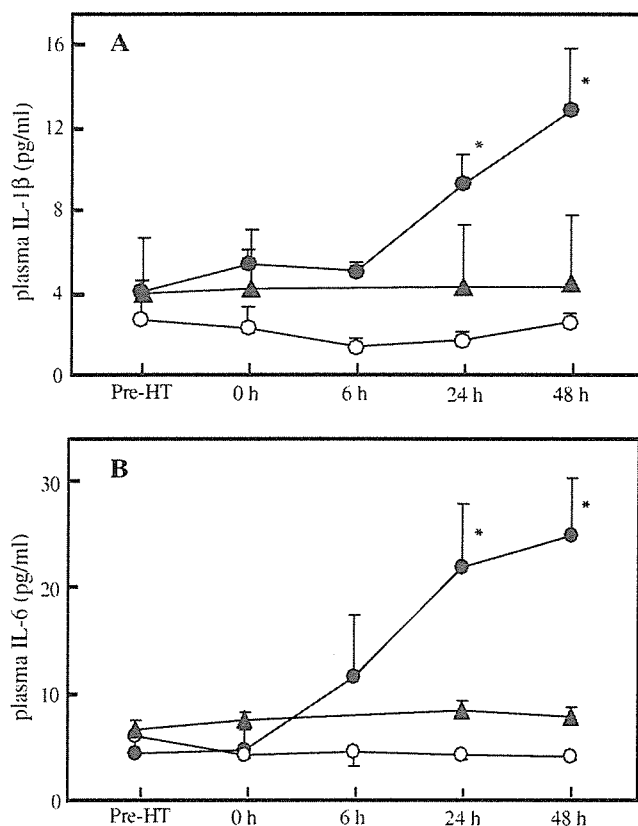 A
plasma IL-1β (pg/ml)
16
12
8
4
0
*
*
Pre-HT 0 h 6 h 24 h 48 h
B
plasma IL-6 (pg/ml)
30
20
10
0
*
*
Pre-HT 0 h 6 h 24 h 48 h